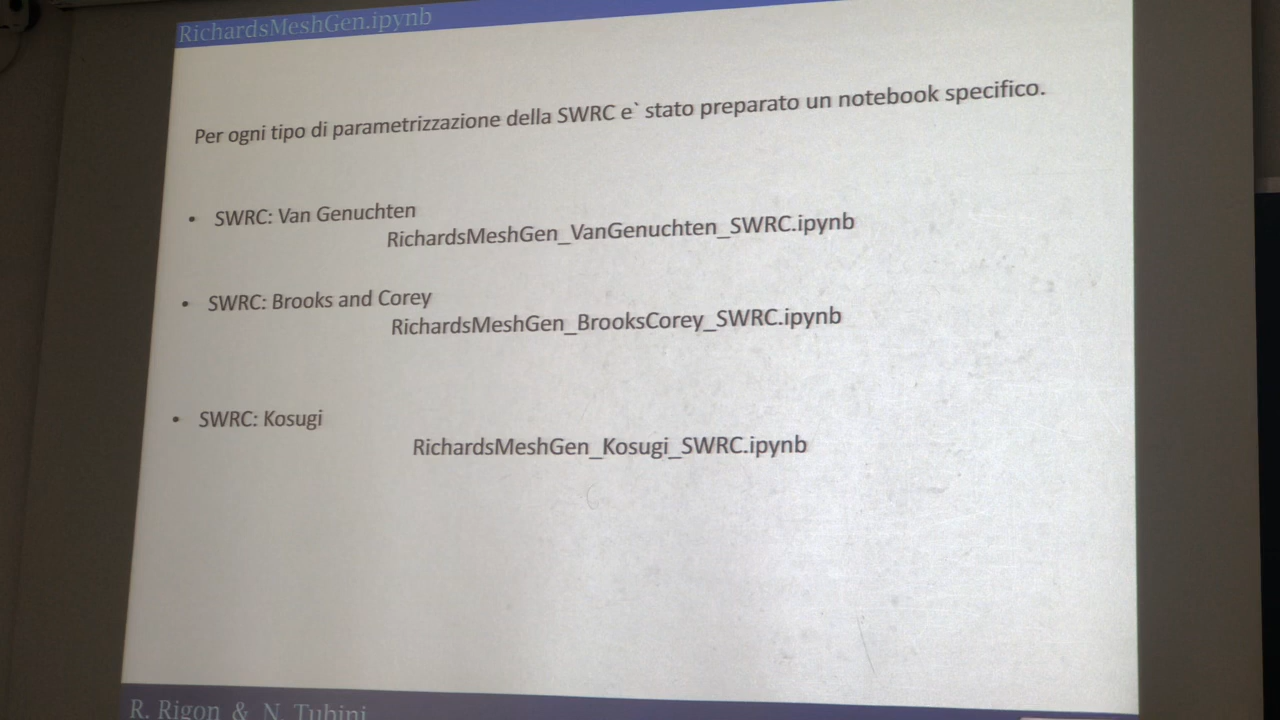 RichardsMeshGen.ipynb
Per ogni tipo di parametrizzazione della SWRC e` stato preparato un notebook specifico.
• SWRC: Van Genuchten
RichardsMeshGen_VanGenuchten_SWRC.ipynb
• SWRC: Brooks and Corey
RichardsMeshGen_BrooksCorey_SWRC.ipynb
• SWRC: Kosugi
RichardsMeshGen_Kosugi_SWRC.ipynb
R. Rigon & N. Tubini